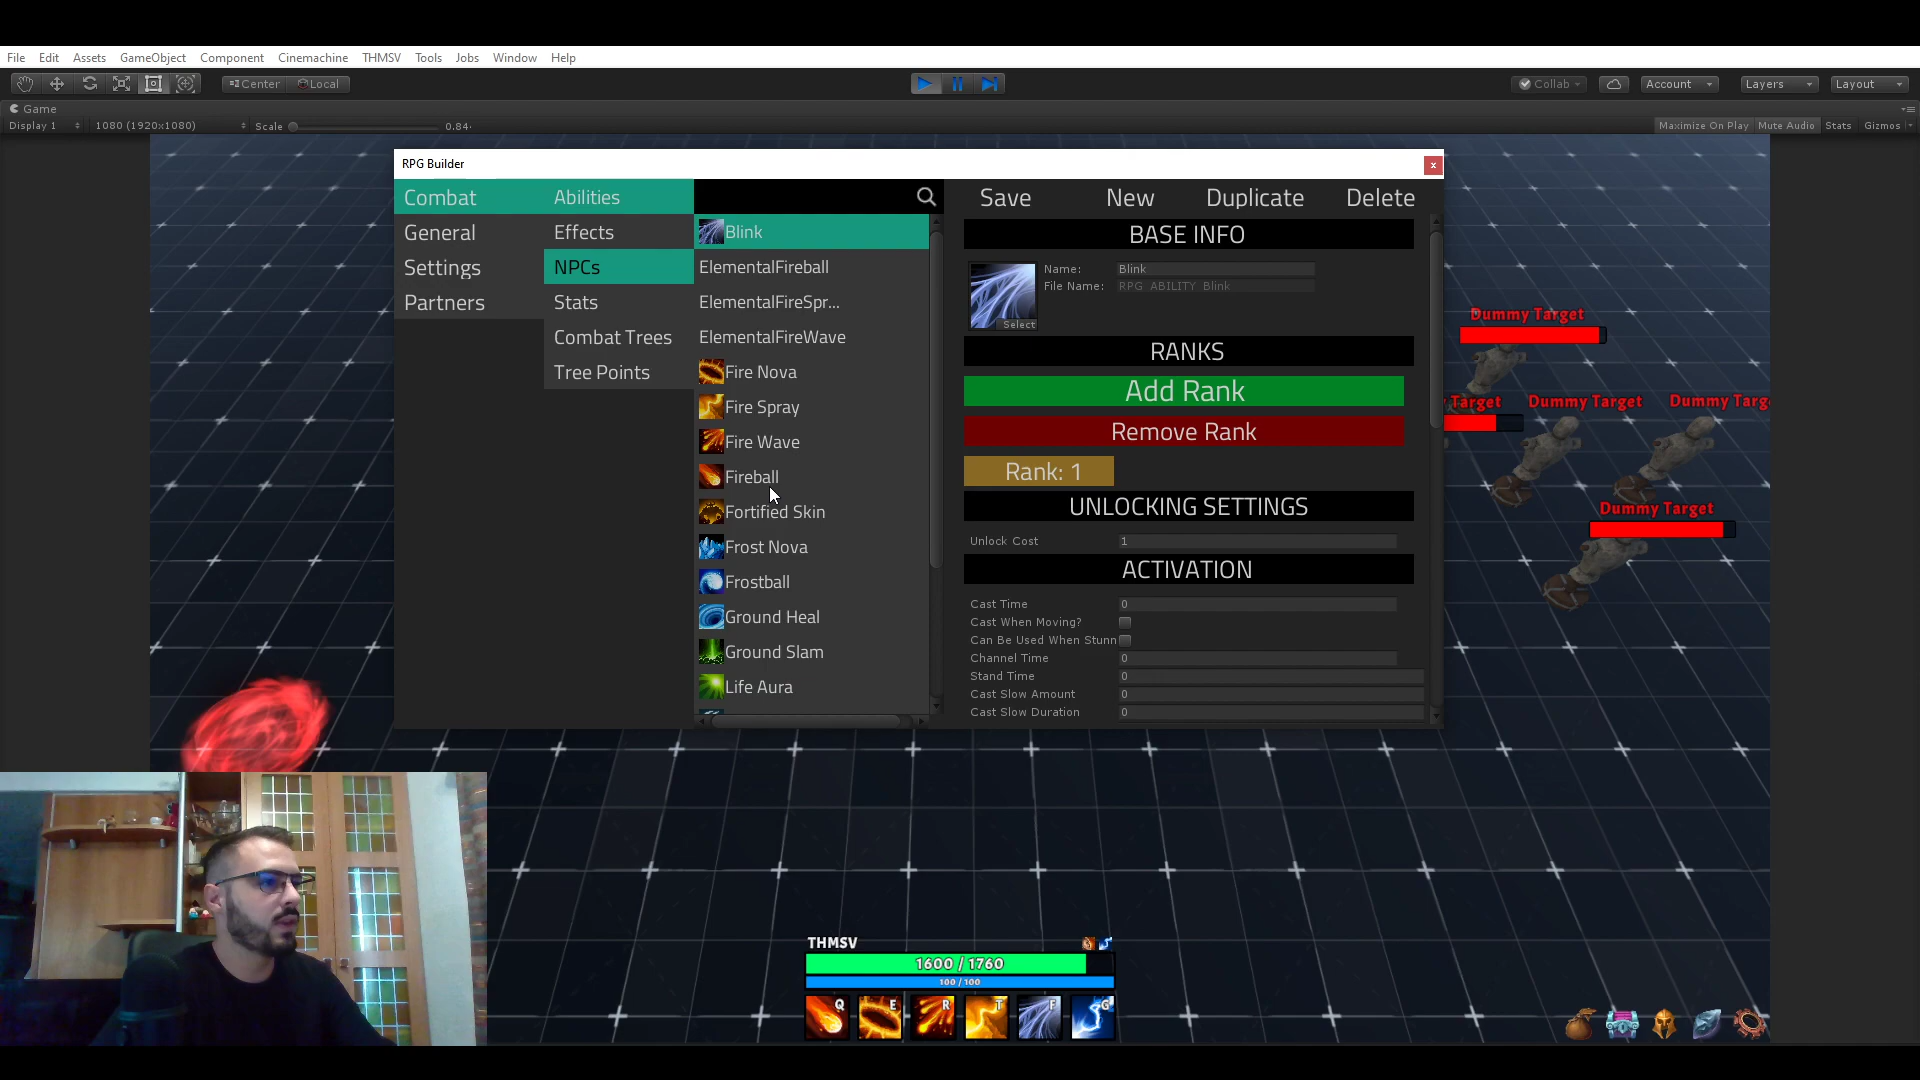 File Edit Assets GameObject Component Cinemachine THMSV Tools Jobs Window Help
Center Local Collab Account Layers Layout
Game
Display 1 1080 (1920x1080) Scale 0.84 Maximize On Play Mute Audio Stats Gizmos
RPG Builder x
Combat
General
Settings
Partners
Abilities
Effects
NPCs
Stats
Combat Trees
Tree Points
Blink
ElementalFireball
ElementalFireSpr...
ElementalFireWave
Fire Nova
Fire Spray
Fire Wave
Fireball
Fortified Skin
Frost Nova
Frostball
Ground Heal
Ground Slam
Life Aura
Save New Duplicate Delete
BASE INFO
Name: Blink
File Name: RPG_ABILITY_Blink
Select
RANKS
Add Rank
Remove Rank
Rank: 1
UNLOCKING SETTINGS
Unlock Cost 1
ACTIVATION
Cast Time 0
Cast When Moving?
Can Be Used When Stunn
Channel Time 0
Stand Time 0
Cast Slow Amount 0
Cast Slow Duration 0
Dummy Target
Target Dummy Target Dummy Targ
Dummy Target
THMSV
1600 / 1760
100 / 100
Q E R T F G